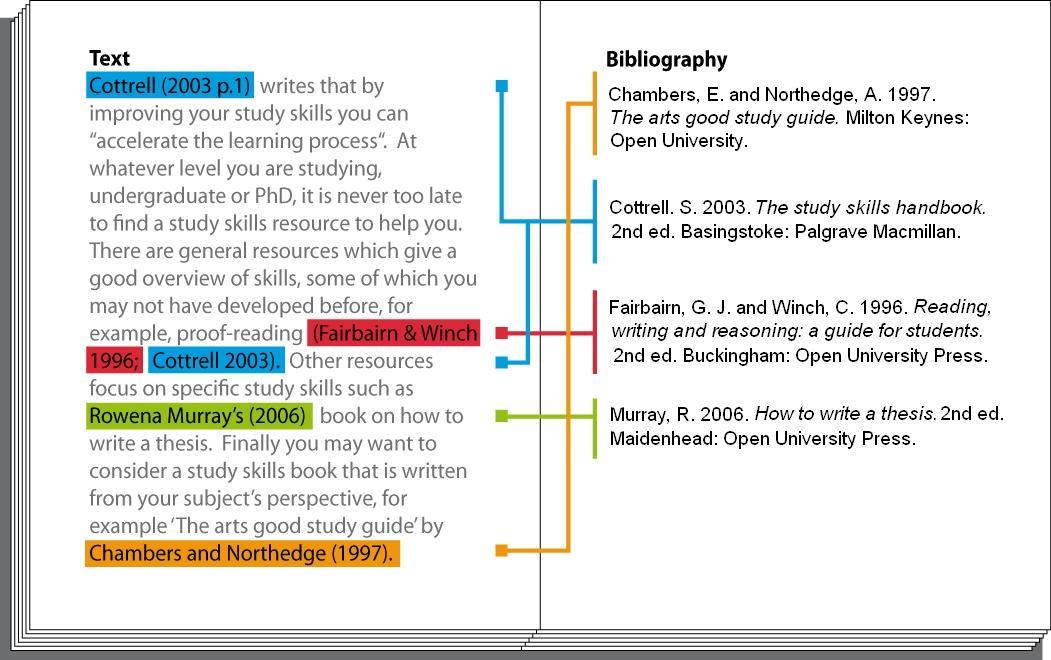 Text
Cottrell (2003 p.1) writes that by
improving your study skills you can
“accelerate the learning process“. At
whatever level you are studying,
undergraduate or PhD, it is never too late
to find a study skills resource to help you.
There are general resources which give a
good overview of skills, some of which you
may not have developed before, for
example, proof-reading (Fairbairn & Winch
1996; Cottrell 2003). Other resources
focus on specific study skills such as
Rowena Murray’s (2006) book on how to
write a thesis. Finally you may want to
consider a study skills book that is written
from your subject’s perspective, for
example ‘The arts good study guide’ by
Chambers and Northedge (1997).
Bibliography
Chambers, E. and Northedge, A. 1997.
The arts good study guide. Milton Keynes:
Open University.
Cottrell. S. 2003. The study skills handbook.
2nd ed. Basingstoke: Palgrave Macmillan.
Fairbairn, G. J. and Winch, C. 1996. Reading,
writing and reasoning: a guide for students.
2nd ed. Buckingham: Open University Press.
Murray, R. 2006. How to write a thesis. 2nd ed.
Maidenhead: Open University Press.